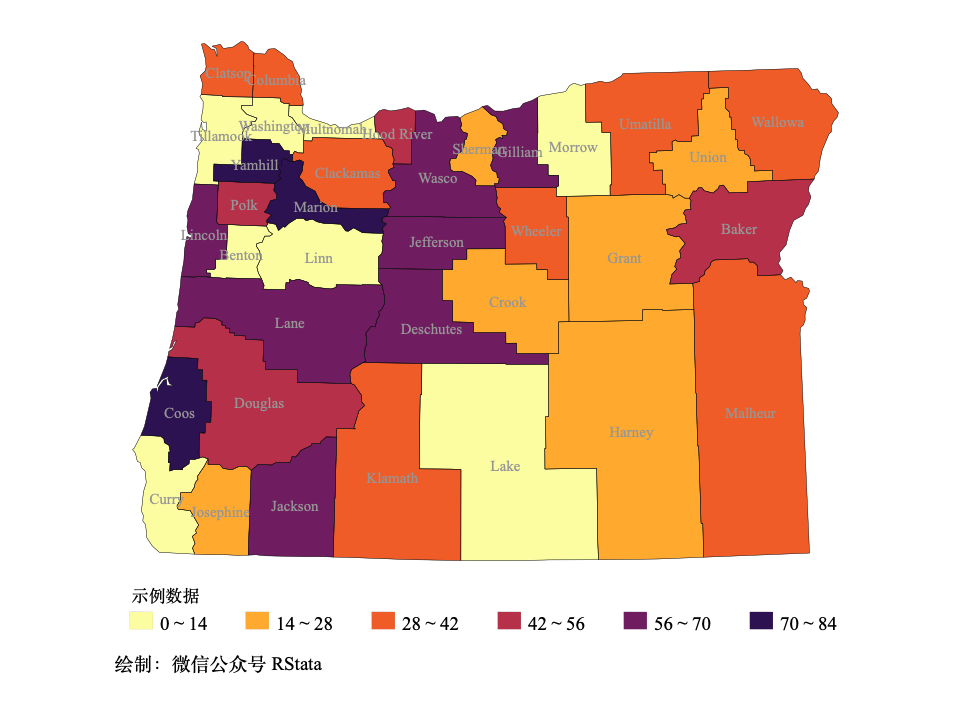 Clatsop
Columbia
Tillamook
Washington
Multnomah
Hood River
Yamhill
Clackamas
Wasco
Sherman
Gilliam
Morrow
Umatilla
Union
Wallowa
Polk
Marion
Lincoln
Benton
Linn
Jefferson
Wheeler
Grant
Baker
Lane
Deschutes
Crook
Coos
Douglas
Harney
Malheur
Curry
Josephine
Jackson
Klamath
Lake
示例数据
0 ~ 14
14 ~ 28
28 ~ 42
42 ~ 56
56 ~ 70
70 ~ 84
绘制：微信公众号 RStata